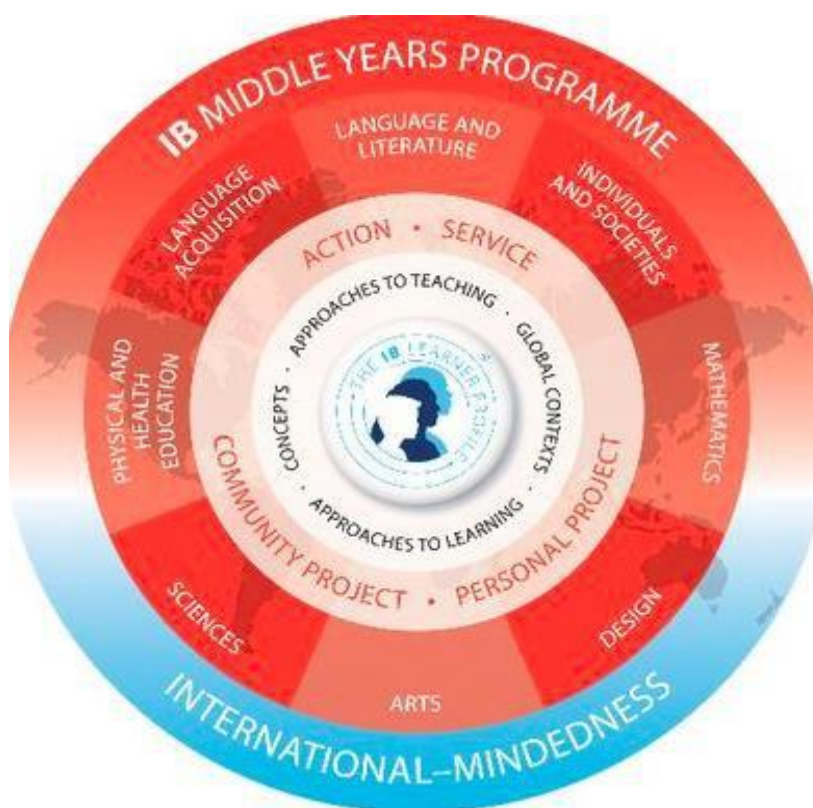 IB MIDDLE YEARS PROGRAMME
LANGUAGE AND
LITERATURE
INDIVIDUALS
AND SOCIETIES
MATHEMATICS
DESIGN
ARTS
SCIENCES
PHYSICAL AND
HEALTH
EDUCATION
LANGUAGE
ACQUISITION
ACTION • SERVICE
COMMUNITY PROJECT • PERSONAL PROJECT
APPROACHES TO TEACHING · GLOBAL CONTEXTS ·
APPROACHES TO LEARNING · CONCEPTS ·
THE IB LEARNER PROFILE
INTERNATIONAL–MINDEDNESS